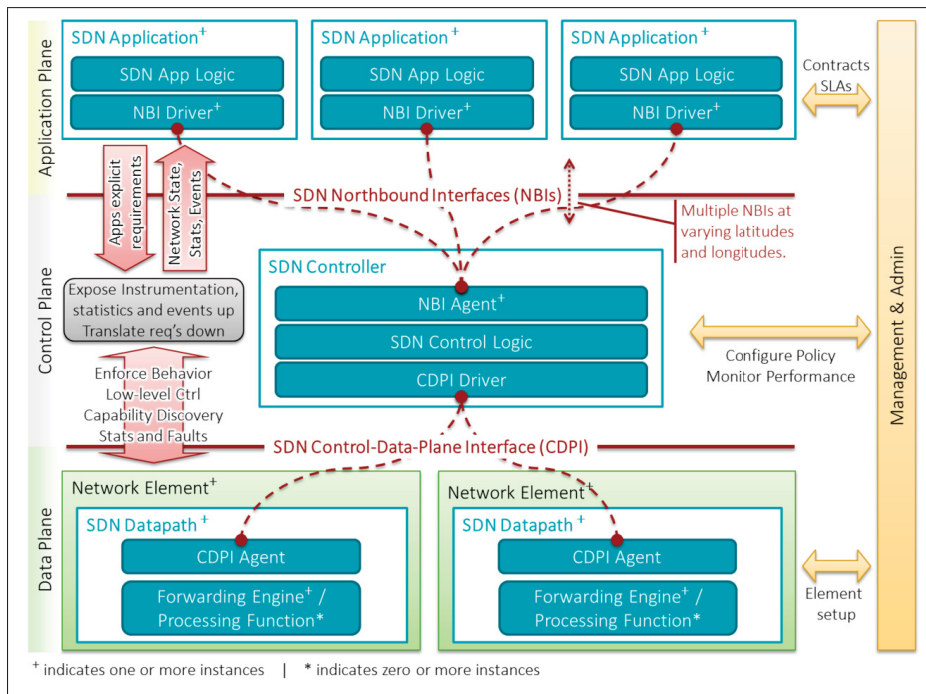 Application Plane
SDN Application+
SDN App Logic
NBI Driver+
SDN Application+
SDN App Logic
NBI Driver+
SDN Application+
SDN App Logic
NBI Driver+
Contracts
SLAs
Apps explicit
requirements
Network State,
Stats, Events
SDN Northbound Interfaces (NBIs)
Multiple NBIs at
varying latitudes
and longitudes.
Control Plane
Expose Instrumentation,
statistics and events up
Translate req's down
SDN Controller
NBI Agent+
SDN Control Logic
CDPI Driver
Configure Policy
Monitor Performance
Management & Admin
Enforce Behavior
Low-level Ctrl
Capability Discovery
Stats and Faults
SDN Control-Data-Plane Interface (CDPI)
Data Plane
Network Element+
SDN Datapath +
CDPI Agent
Forwarding Engine+ /
Processing Function*
Network Element+
SDN Datapath +
CDPI Agent
Forwarding Engine+ /
Processing Function*
Element
setup
+ indicates one or more instances | * indicates zero or more instances